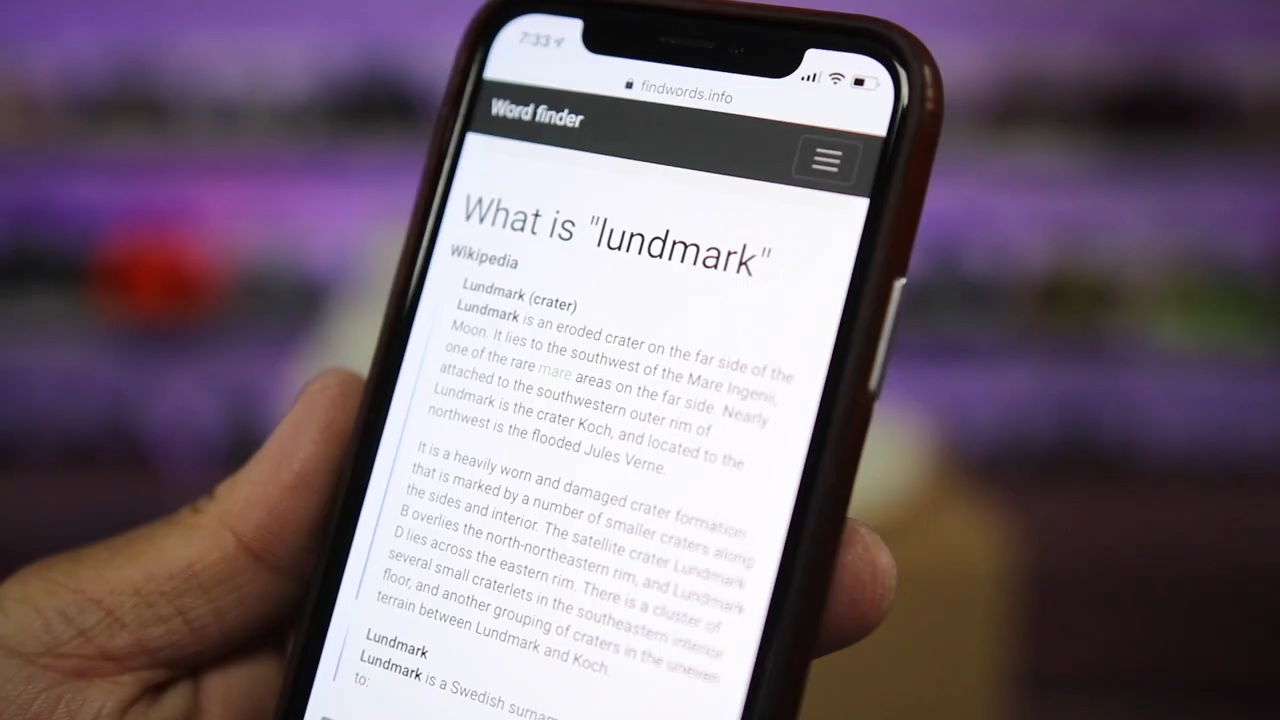 7:33
findwords.info
Word finder
What is "lundmark"
Wikipedia
Lundmark (crater)
Lundmark is an eroded crater on the far side of the
Moon. It lies to the southwest of the Mare Ingenii,
one of the rare mare areas on the far side. Nearly
attached to the southwestern outer rim of
Lundmark is the crater Koch, and located to the
northwest is the flooded Jules Verne.
It is a heavily worn and damaged crater formation
that is marked by a number of smaller craters along
the sides and interior. The satellite crater Lundmark
B overlies the north-northeastern rim, and Lundmark
D lies across the eastern rim. There is a cluster of
several small craterlets in the southeastern interior
floor, and another grouping of craters in the uneven
terrain between Lundmark and Koch.
Lundmark
Lundmark is a Swedish surname
to: